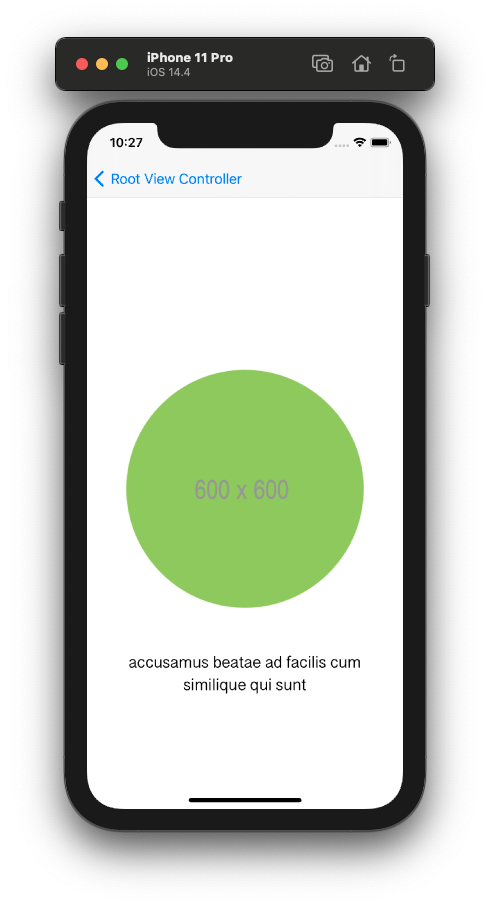 iPhone 11 Pro
iOS 14.4
10:27
Root View Controller
600 x 600
accusamus beatae ad facilis cum
similique qui sunt